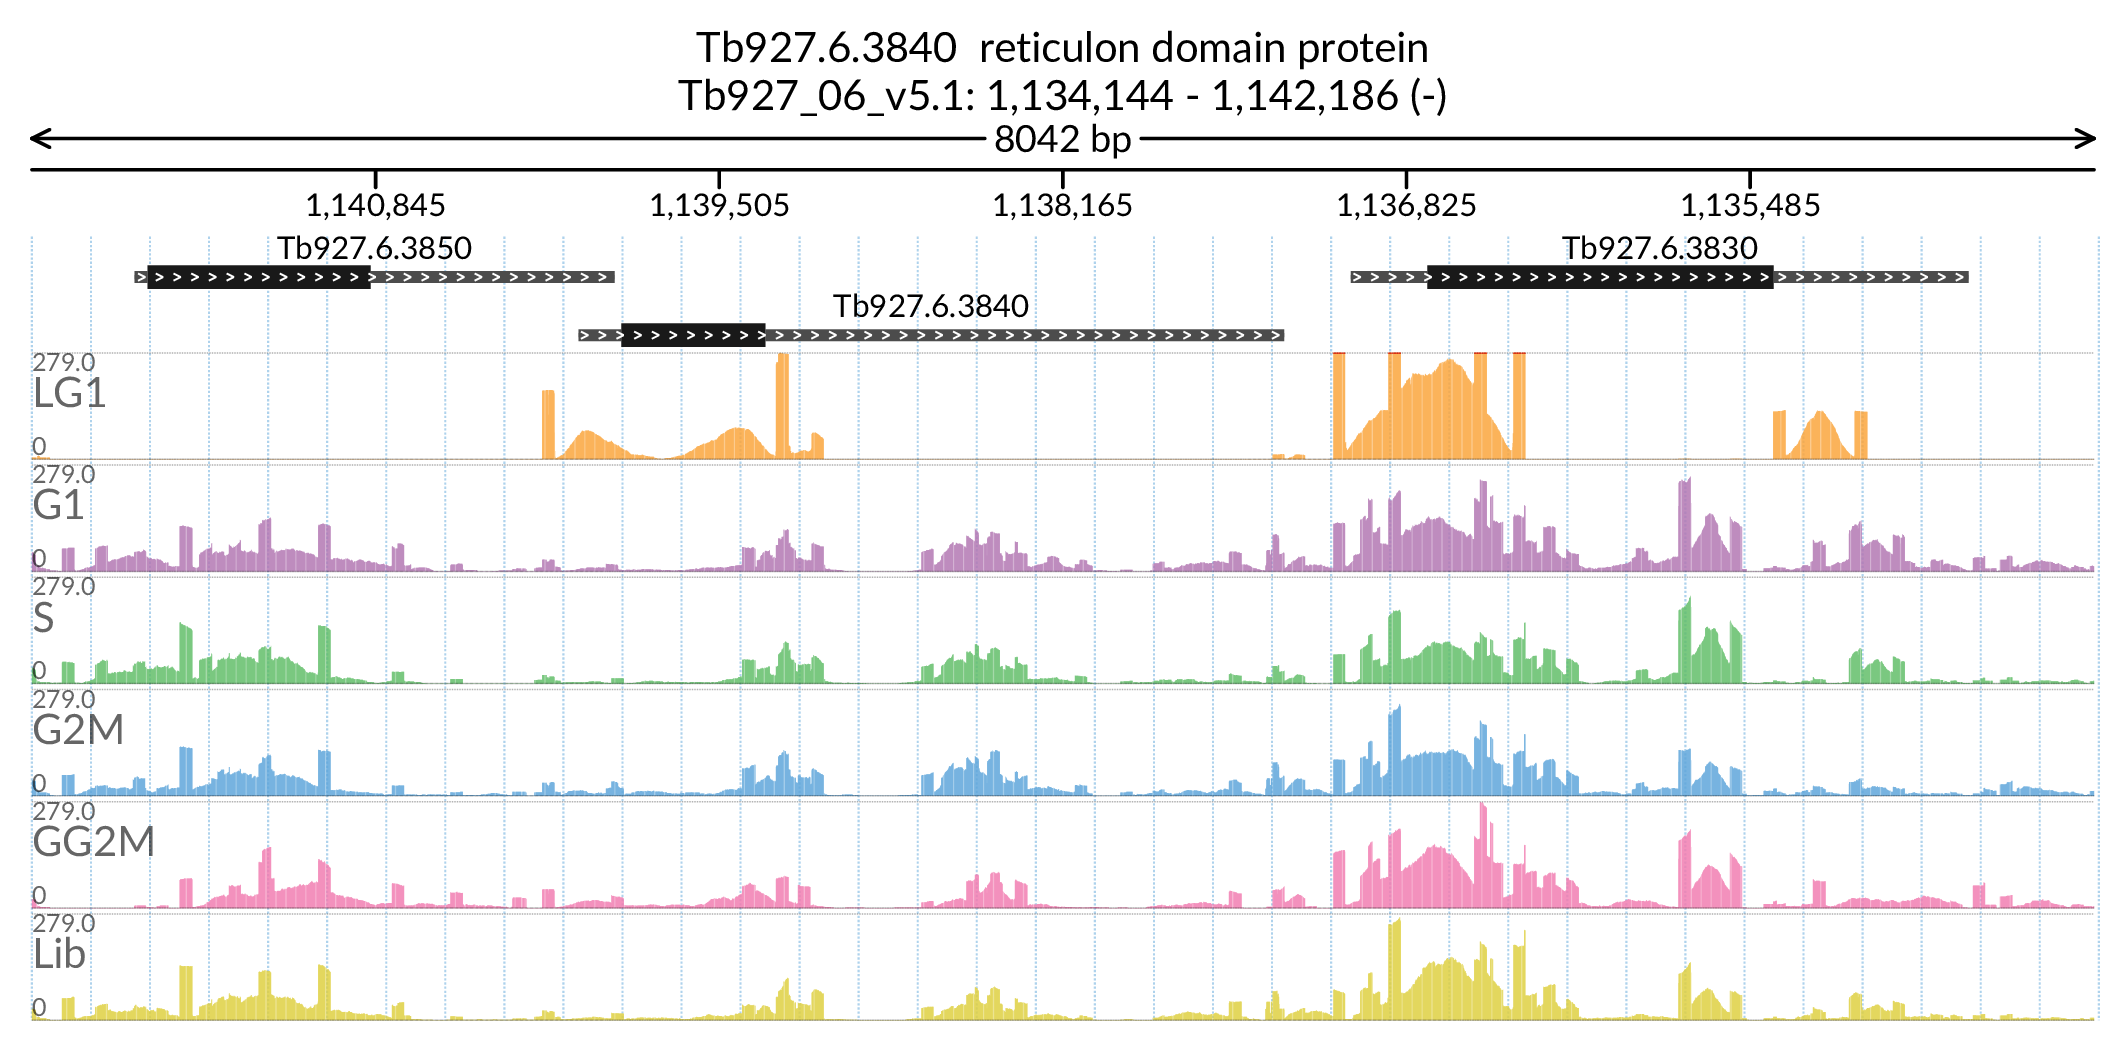 Tb927.6.3840  reticulon domain protein
Tb927_06_v5.1: 1,134,144 - 1,142,186 (-)
8042 bp
1,140,845 1,139,505 1,138,165 1,136,825 1,135,485
Tb927.6.3850 Tb927.6.3830
Tb927.6.3840
279.0
LG1
0
279.0
G1
0
279.0
S
0
279.0
G2M
0
279.0
GG2M
0
279.0
Lib
0